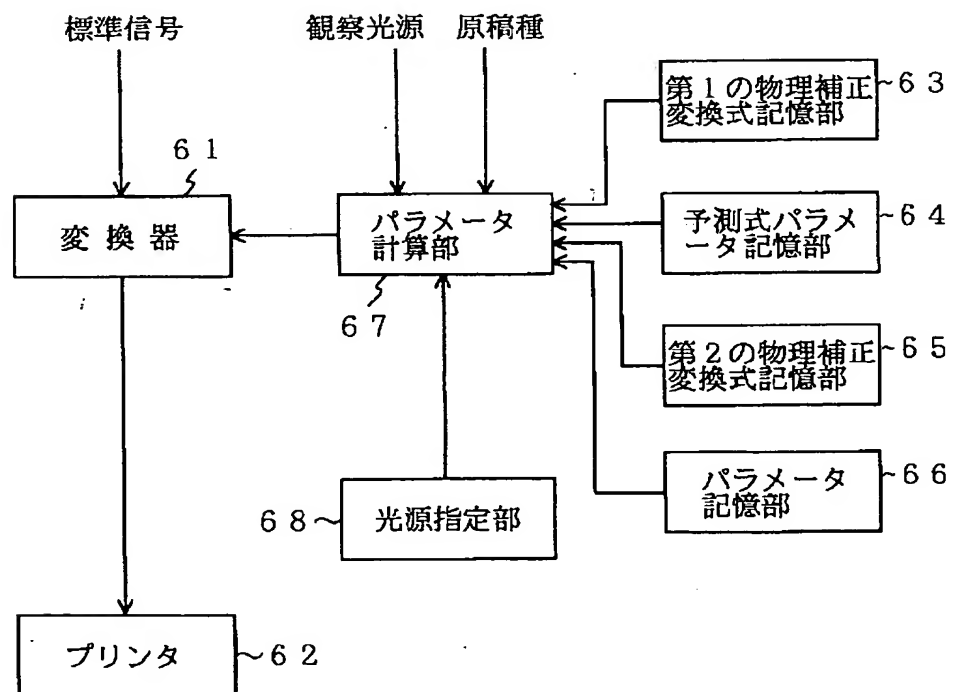 標準信号
観察光源　原稿種
第１の物理補正
変換式記憶部
６３
６１
変換器
パラメータ
計算部
６７
予測式パラメ
ータ記憶部
６４
第２の物理補正
変換式記憶部
６５
パラメータ
記憶部
６６
６８
光源指定部
プリンタ
６２